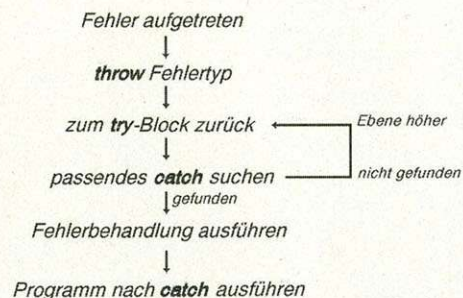 Fehler aufgetreten
throw Fehlertyp
zum try-Block zurück
Ebene höher
passendes catch suchen
nicht gefunden
gefunden
Fehlerbehandlung ausführen
Programm nach catch ausführen